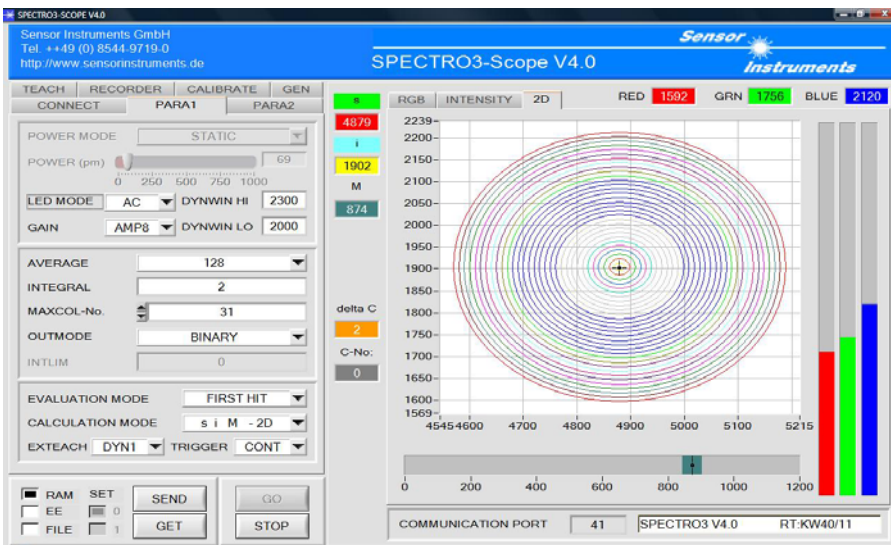 SPECTRO3-SCOPE V4.0
Sensor Instruments GmbH
Tel. ++49 (0) 8544-9719-0
http://www.sensorinstruments.de
SPECTRO3-Scope V4.0
Sensor
Instruments
TEACH RECORDER CALIBRATE GEN
CONNECT PARA1 PARA2
POWER MODE STATIC
POWER (pm) 69
0 250 500 750 1000
LED MODE AC DYNWIN HI 2300
GAIN AMP8 DYNWIN LO 2000
AVERAGE 128
INTEGRAL 2
MAXCOL-No. 31
OUTMODE BINARY
INTLIM 0
EVALUATION MODE FIRST HIT
CALCULATION MODE s i M - 2D
EXTEACH DYN1 TRIGGER CONT
RAM SET
EE 0
FILE 1
SEND GO
GET STOP
s
4879
i
1902
M
874
delta C
2
C-No:
0
RGB INTENSITY 2D RED 1592 GRN 1756 BLUE 2120
2239
2200
2150
2100
2050
2000
1950
1900
1850
1800
1750
1700
1650
1600
1569
4545 4600 4700 4800 4900 5000 5100 5215
0 200 400 600 800 1000 1200
COMMUNICATION PORT 41 SPECTRO3 V4.0 RT:KW40/11